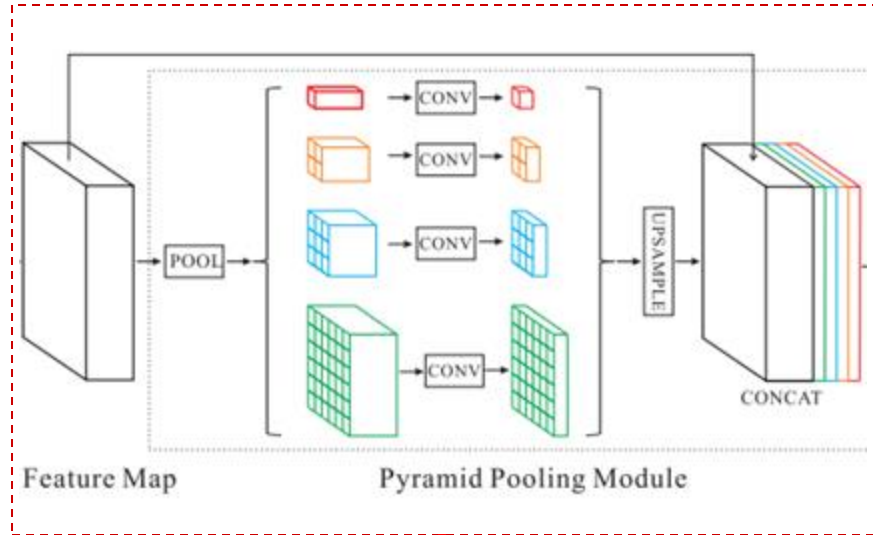 CONV
CONV
CONV
CONV
POOL
UPSAMPLE
CONCAT
Feature Map
Pyramid Pooling Module